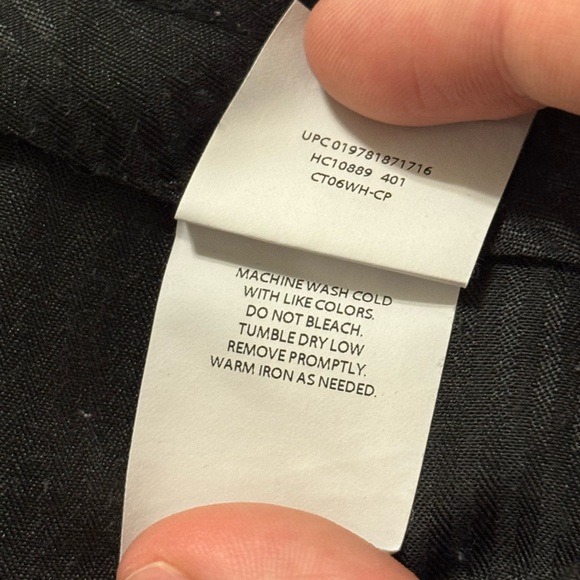 UPC 019781871716
HC10889 401
CT06WH-CP
MACHINE WASH COLD
WITH LIKE COLORS.
DO NOT BLEACH.
TUMBLE DRY LOW
REMOVE PROMPTLY.
WARM IRON AS NEEDED.